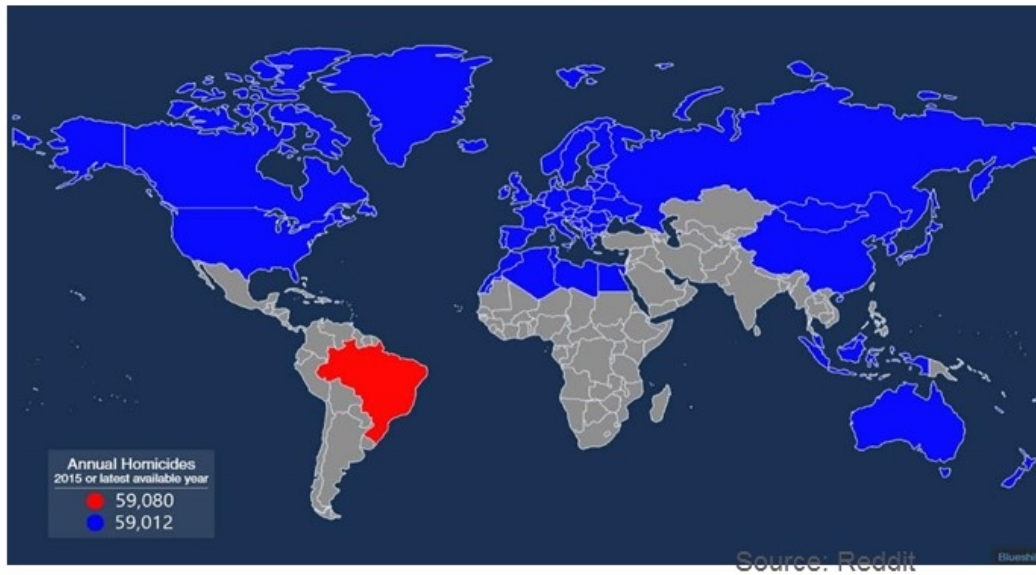 Annual Homicides
2015 or latest available year
59,080
59,012
Source: Reddit